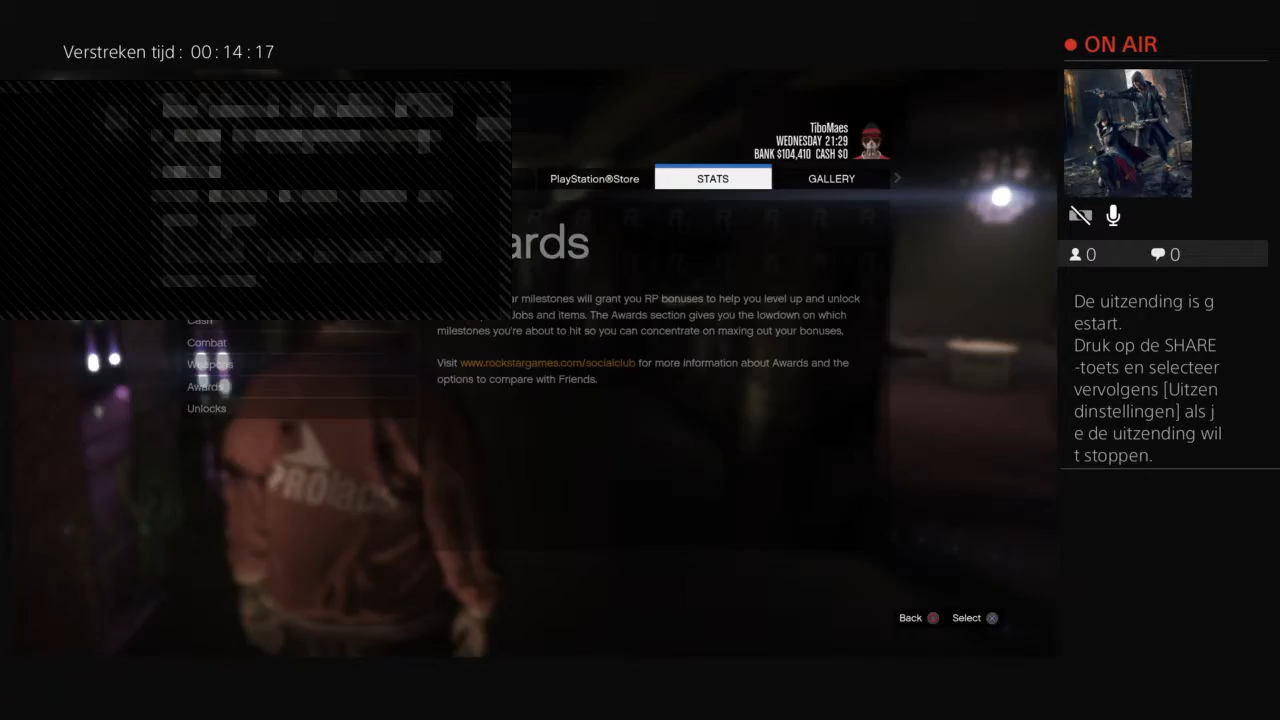 Verstreken tijd: 00:14:17
ON AIR
TiboMaes
WEDNESDAY 21:29
BANK $104,410 CASH $0
PlayStation®Store
STATS
GALLERY
ards
milestones will grant you RP bonuses to help you level up and unlock
Jobs and items. The Awards section gives you the lowdown on which
milestones you're about to hit so you can concentrate on maxing out your bonuses.
Visit www.rockstargames.com/socialclub for more information about Awards and the
options to compare with Friends.
Cash
Combat
Weapons
Awards
Unlocks
PROlaps
Back
Select
0
0
De uitzending is g
estart.
Druk op de SHARE
-toets en selecteer
vervolgens [Uitzen
dinstellingen] als j
e de uitzending wil
t stoppen.